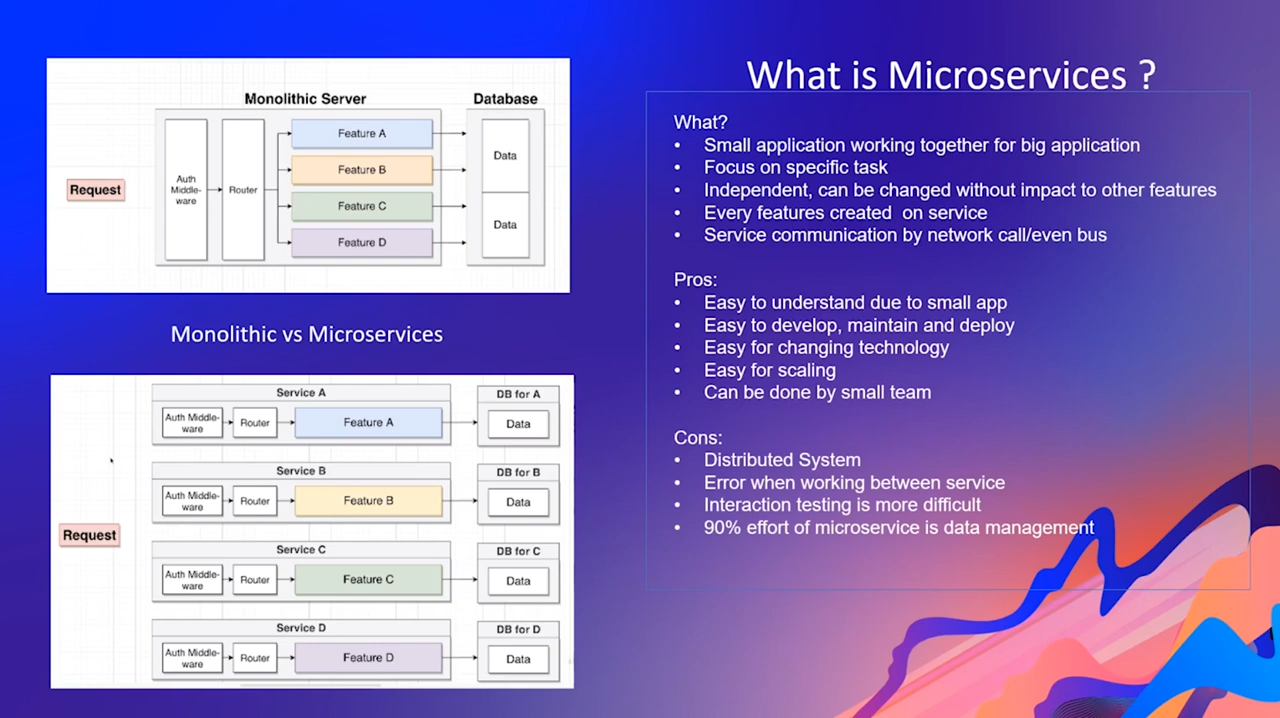 Monolithic Server
Database
Request
Auth
Middle-
ware
Router
Feature A
Feature B
Feature C
Feature D
Data
Data
Monolithic vs Microservices
Request
Service A
Auth Middle-
ware
Router
Feature A
DB for A
Data
Service B
Auth Middle-
ware
Router
Feature B
DB for B
Data
Service C
Auth Middle-
ware
Router
Feature C
DB for C
Data
Service D
Auth Middle-
ware
Router
Feature D
DB for D
Data
What is Microservices ?
What?
• Small application working together for big application
• Focus on specific task
• Independent, can be changed without impact to other features
• Every features created  on service
• Service communication by network call/even bus
Pros:
• Easy to understand due to small app
• Easy to develop, maintain and deploy
• Easy for changing technology
• Easy for scaling
• Can be done by small team
Cons:
• Distributed System
• Error when working between service
• Interaction testing is more difficult
• 90% effort of microservice is data management